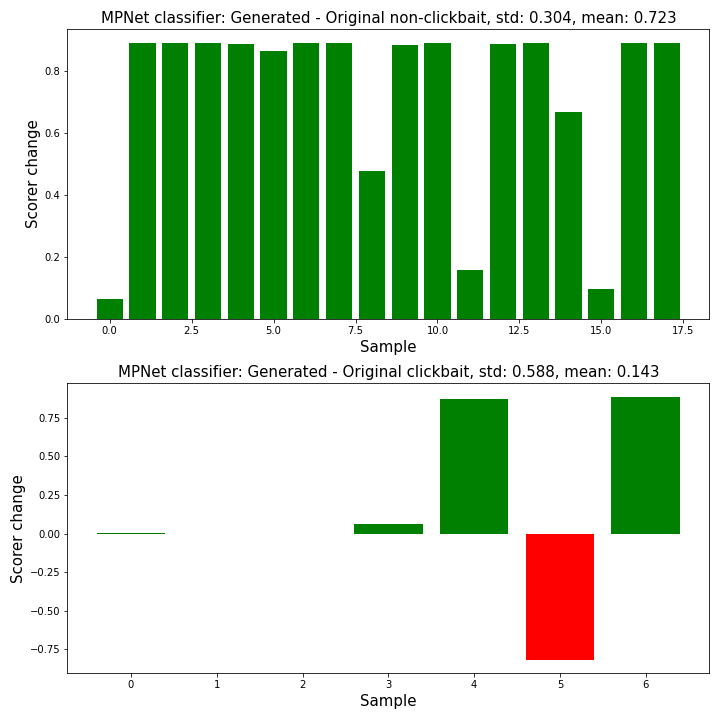 MPNet classifier: Generated - Original non-clickbait, std: 0.304, mean: 0.723
Scorer change
0.8
0.6
0.4
0.2
0.0
0.0 2.5 5.0 7.5 10.0 12.5 15.0 17.5
Sample
MPNet classifier: Generated - Original clickbait, std: 0.588, mean: 0.143
Scorer change
0.75
0.50
0.25
0.00
−0.25
−0.50
−0.75
0 1 2 3 4 5 6
Sample